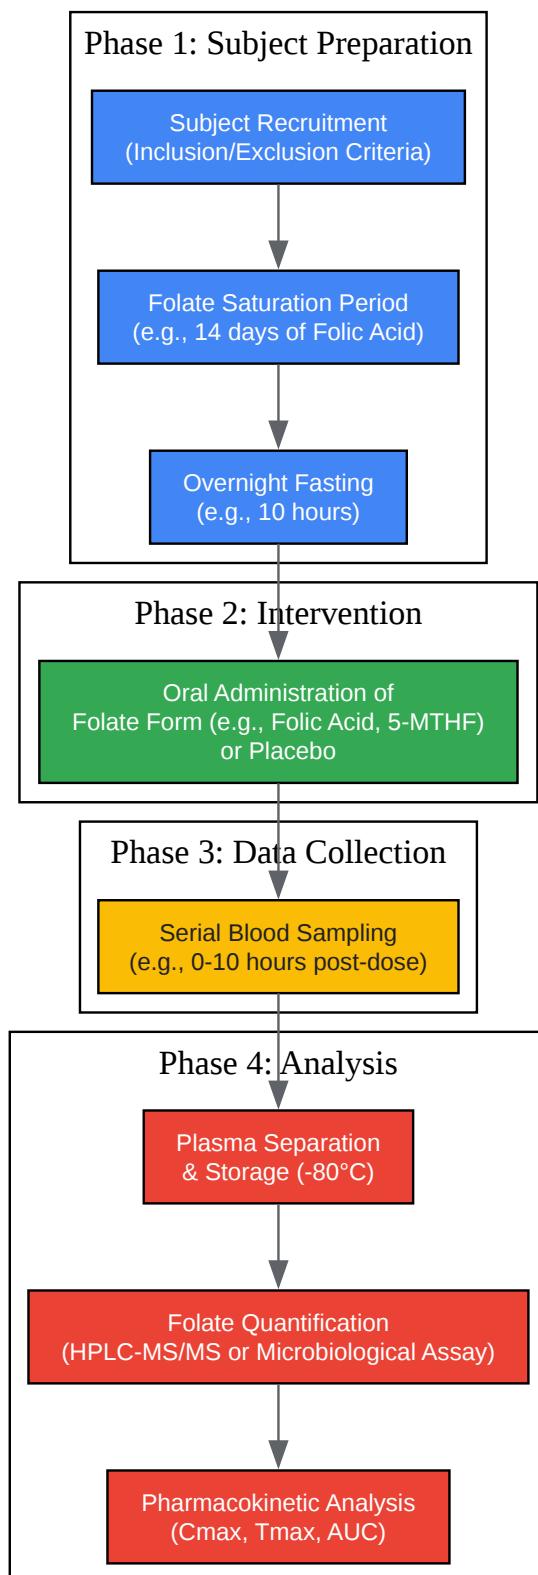 Phase 1: Subject Preparation
Subject Recruitment
(Inclusion/Exclusion Criteria)
Folate Saturation Period
(e.g., 14 days of Folic Acid)
Overnight Fasting
(e.g., 10 hours)
Phase 2: Intervention
Oral Administration of
Folate Form (e.g., Folic Acid, 5-MTHF)
or Placebo
Phase 3: Data Collection
Serial Blood Sampling
(e.g., 0-10 hours post-dose)
Phase 4: Analysis
Plasma Separation
& Storage (-80°C)
Folate Quantification
(HPLC-MS/MS or Microbiological Assay)
Pharmacokinetic Analysis
(Cmax, Tmax, AUC)